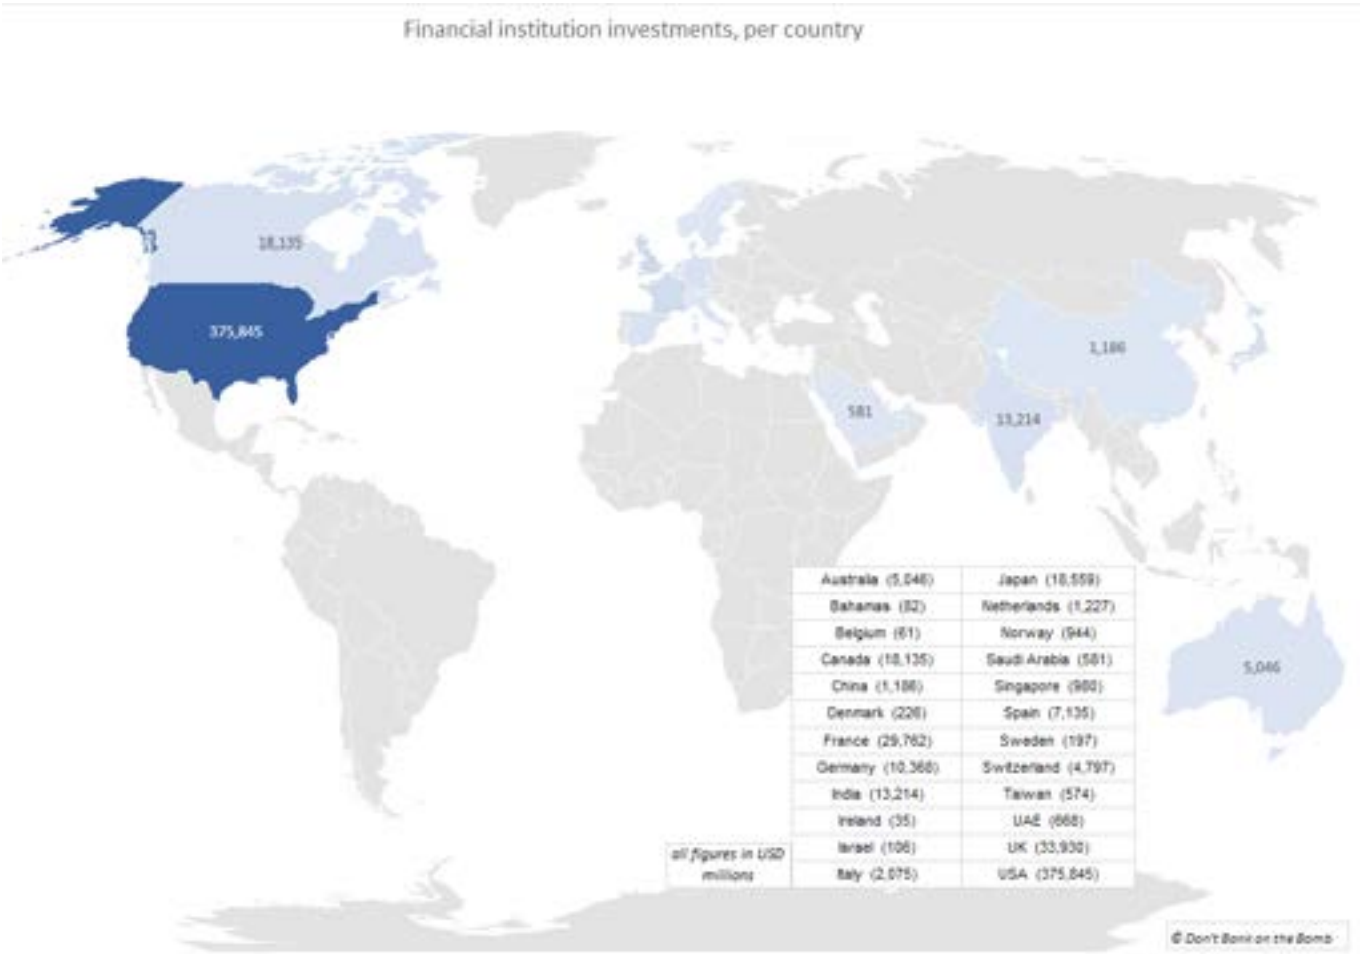 Financial institution investments, per country
18,135
375,845
1,186
581
13,214
5,046
Australia (5,046) Japan (18,559)
Bahamas (82) Netherlands (1,227)
Belgium (61) Norway (944)
Canada (18,135) Saudi Arabia (581)
China (1,186) Singapore (980)
Denmark (226) Spain (7,135)
France (29,762) Sweden (197)
Germany (10,368) Switzerland (4,797)
India (13,214) Taiwan (574)
Ireland (35) UAE (668)
Israel (106) UK (33,930)
Italy (2,075) USA (375,845)
all figures in USD
millions
© Don't Bank on the Bomb